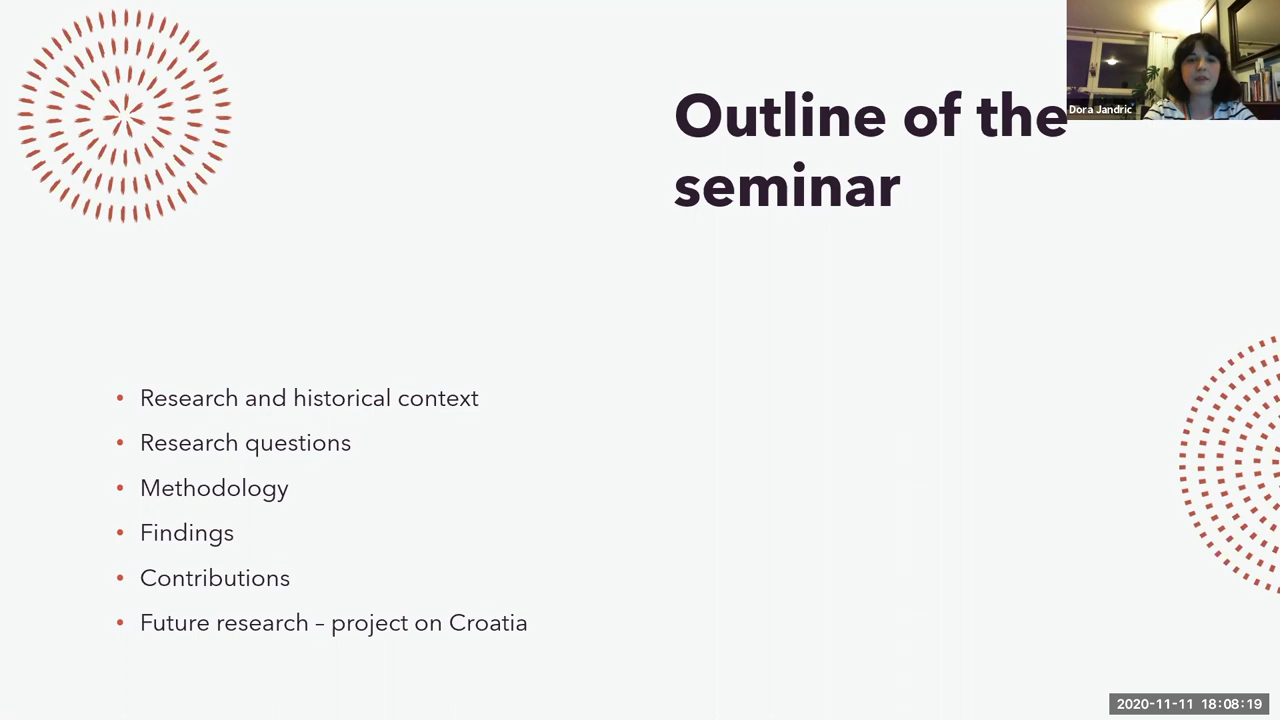 Outline of the
seminar
Dora Jandric
Research and historical context
Research questions
Methodology
Findings
Contributions
Future research – project on Croatia
2020-11-11 18:08:19